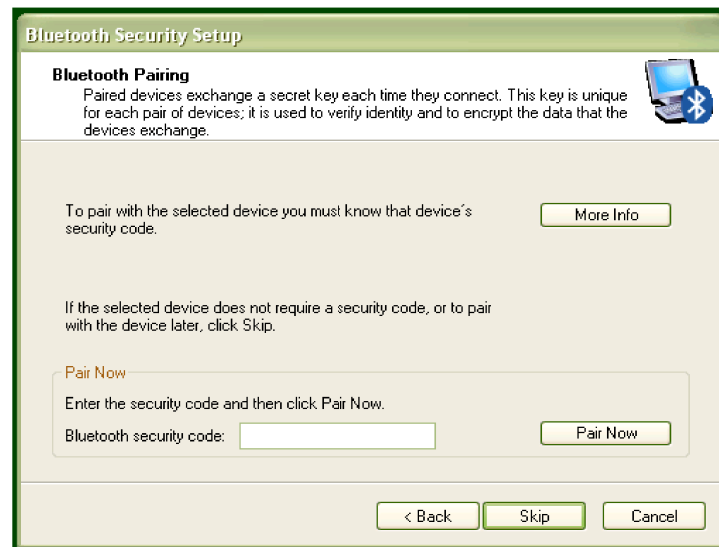 Bluetooth Security Setup
Bluetooth Pairing
Paired devices exchange a secret key each time they connect. This key is unique
for each pair of devices; it is used to verify identity and to encrypt the data that the
devices exchange.
To pair with the selected device you must know that device´s
security code.
More Info
If the selected device does not require a security code, or to pair
with the device later, click Skip.
Pair Now
Enter the security code and then click Pair Now.
Bluetooth security code:
Pair Now
< Back
Skip
Cancel